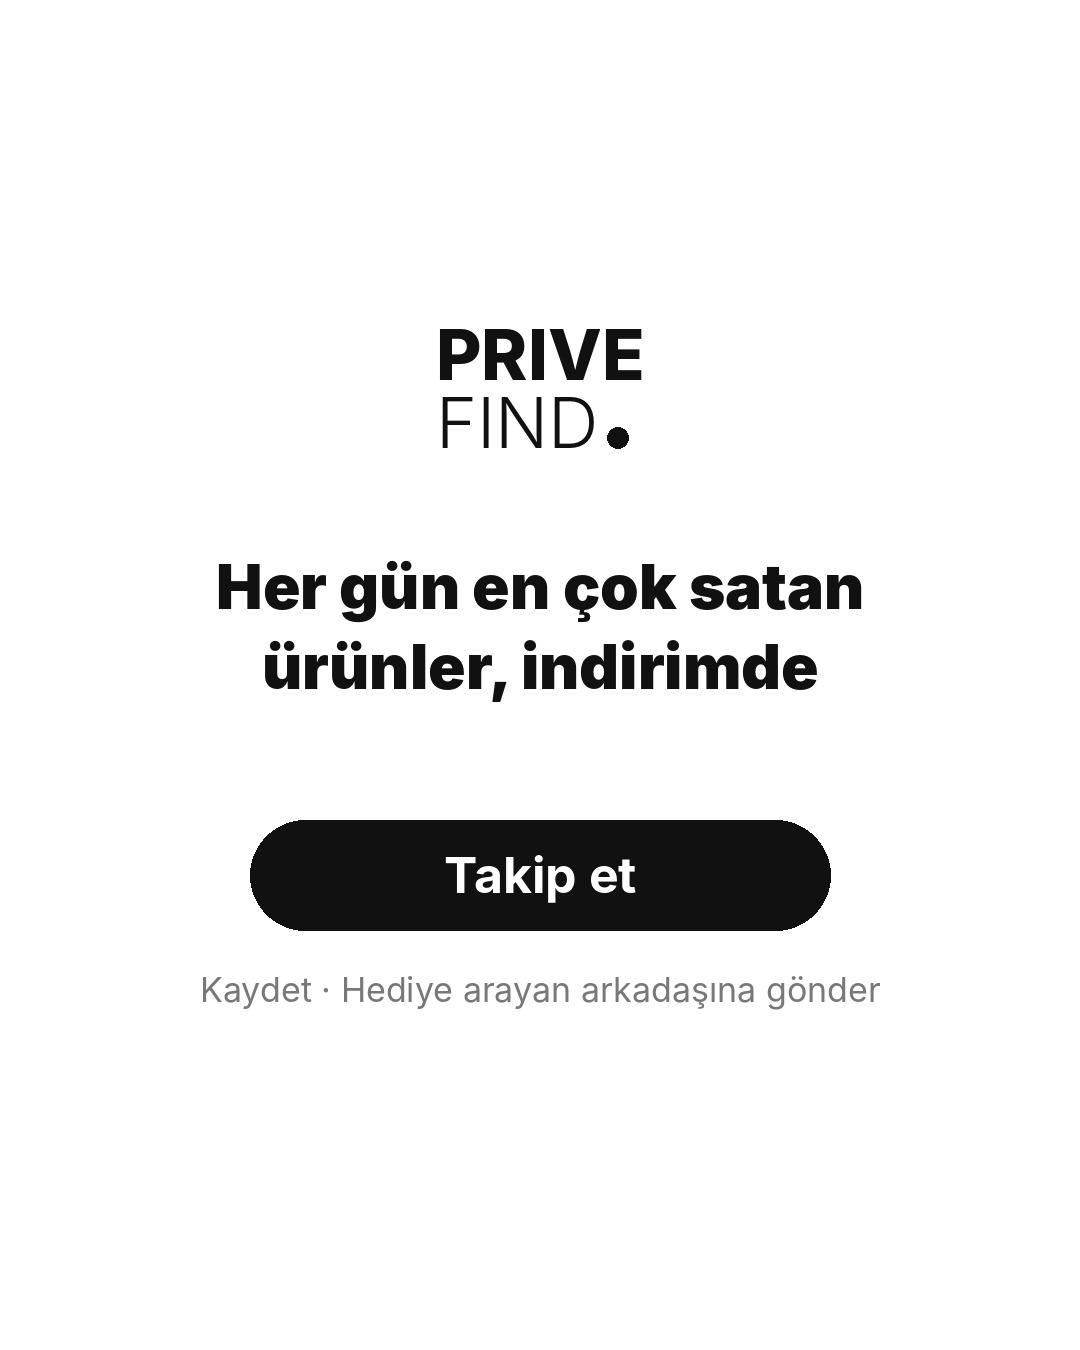 PRIVE
FIND.
Her gün en çok satan
ürünler, indirimde
Takip et
Kaydet · Hediye arayan arkadaşına gönder